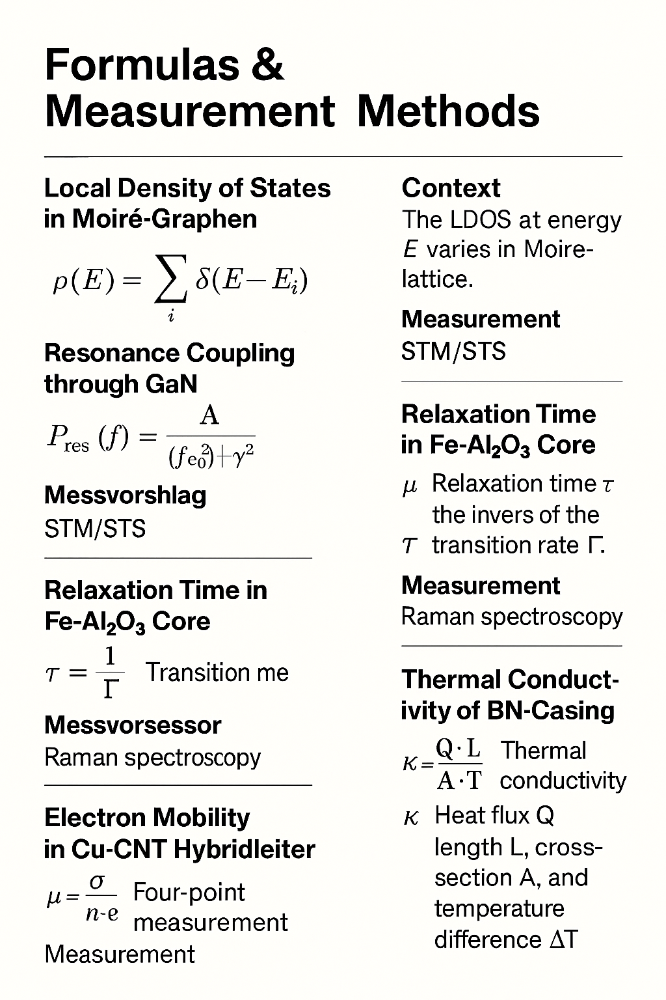 Formulas &
Measurement Methods
Local Density of States
in Moiré-Graphen
ρ(E) = ∑ δ(E − Eᵢ)
i
Resonance Coupling
through GaN
A
P_res (f) = ———
(fe₀²)+γ²
Messvorshlag
STM/STS
Relaxation Time in
Fe-Al₂O₃ Core
τ = 1/Γ Transition me
Messvorsessor
Raman spectroscopy
Electron Mobility
in Cu-CNT Hybridleiter
μ = σ/n-e Four-point
measurement
Measurement
Context
The LDOS at energy
E varies in Moire-
lattice.
Measurement
STM/STS
Relaxation Time
in Fe-Al₂O₃ Core
μ Relaxation time τ
the invers of the
τ transition rate Γ.
Measurement
Raman spectroscopy
Thermal Conduct-
ivity of BN-Casing
κ = Q·L/A·T Thermal
conductivity
κ Heat flux Q
length L, cross-
section A, and
temperature
difference ΔT